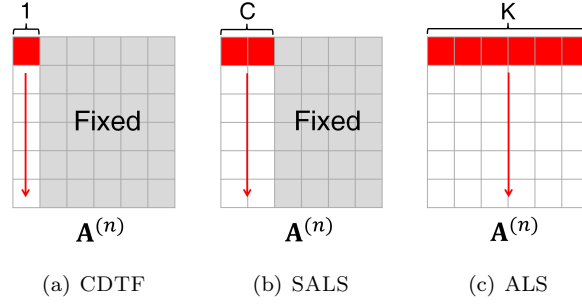 1 C K
Fixed Fixed
A^(n) A^(n) A^(n)
(a) CDTF (b) SALS (c) ALS